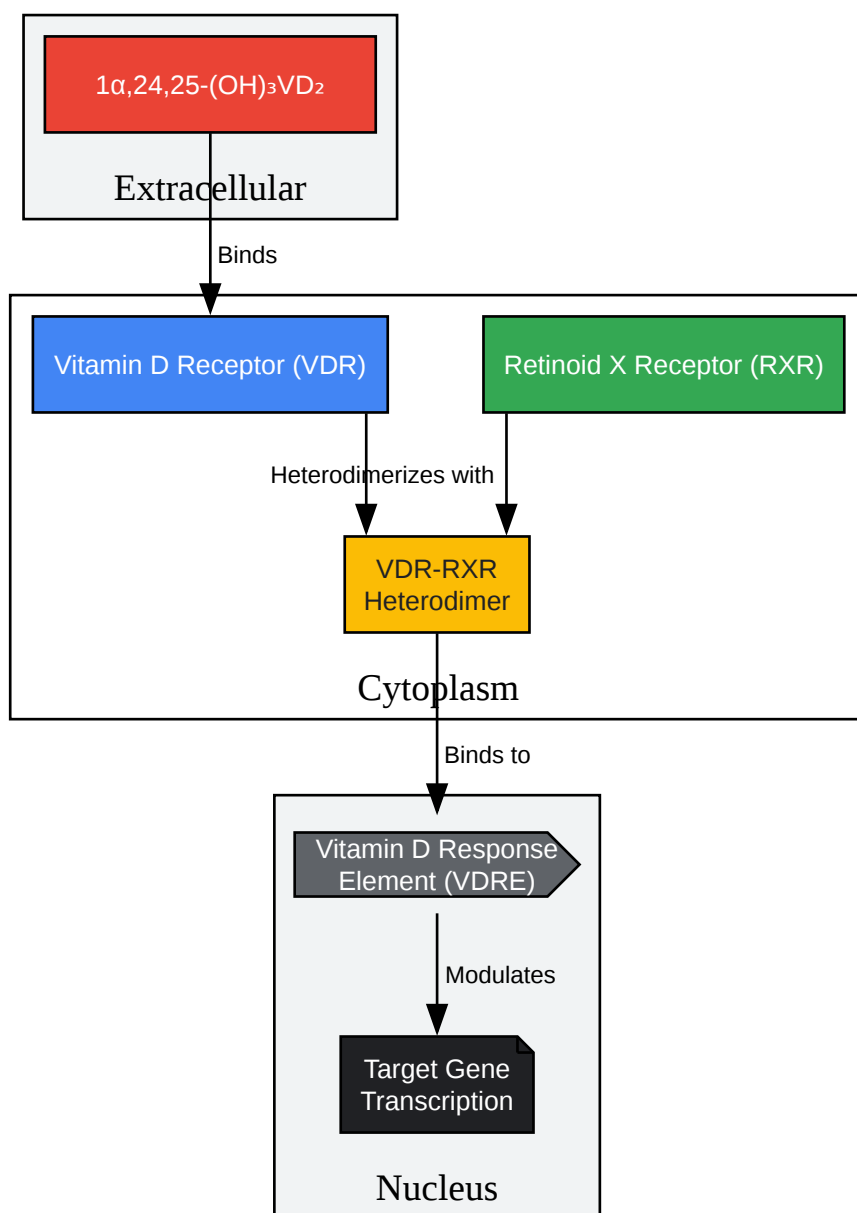 1α,24,25-(OH)₃VD₂
Extracellular
Binds
Vitamin D Receptor (VDR)
Retinoid X Receptor (RXR)
Heterodimerizes with
VDR-RXR
Heterodimer
Cytoplasm
Binds to
Vitamin D Response
Element (VDRE)
Modulates
Target Gene
Transcription
Nucleus